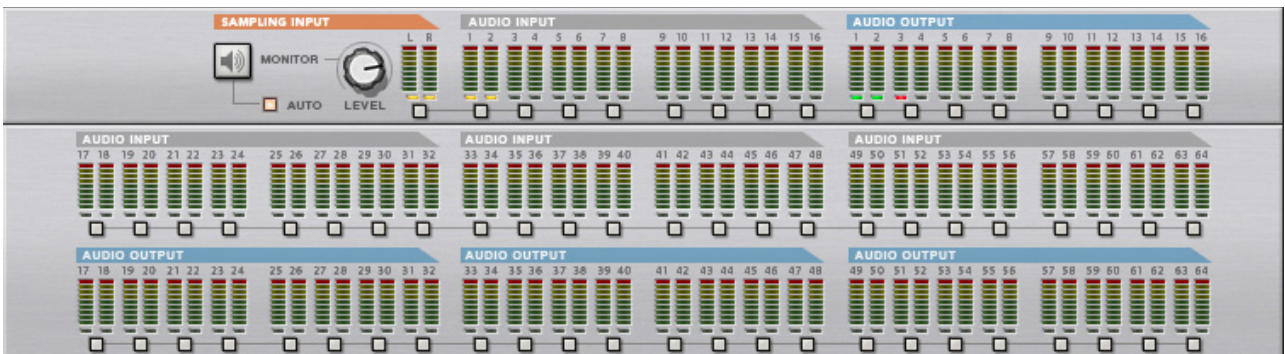 SAMPLING INPUT
AUDIO INPUT
AUDIO OUTPUT
L R
1 2 3 4 5 6 7 8 9 10 11 12 13 14 15 16
1 2 3 4 5 6 7 8 9 10 11 12 13 14 15 16
MONITOR
AUTO
LEVEL
AUDIO INPUT
AUDIO INPUT
AUDIO INPUT
17 18 19 20 21 22 23 24 25 26 27 28 29 30 31 32
33 34 35 36 37 38 39 40 41 42 43 44 45 46 47 48
49 50 51 52 53 54 55 56 57 58 59 60 61 62 63 64
AUDIO OUTPUT
AUDIO OUTPUT
AUDIO OUTPUT
17 18 19 20 21 22 23 24 25 26 27 28 29 30 31 32
33 34 35 36 37 38 39 40 41 42 43 44 45 46 47 48
49 50 51 52 53 54 55 56 57 58 59 60 61 62 63 64